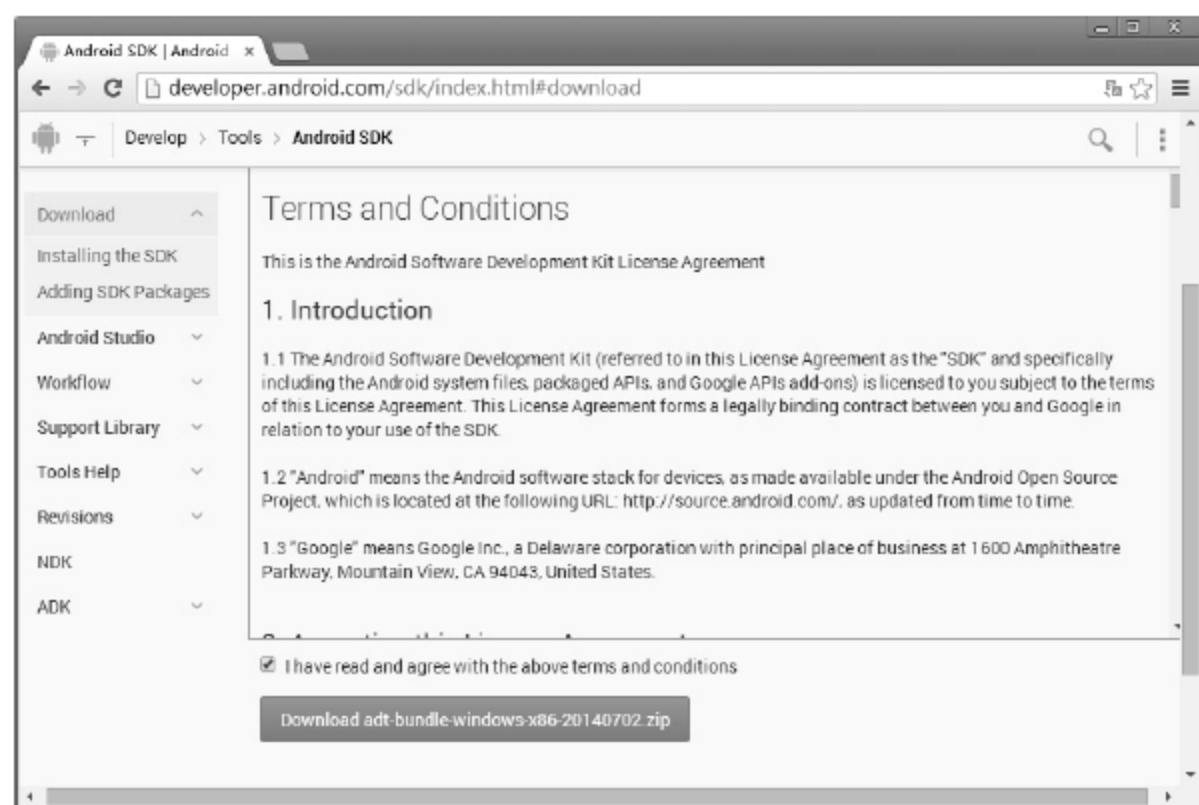 Android SDK | Android
developer.android.com/sdk/index.html#download
Develop > Tools > Android SDK
Download
Installing the SDK
Adding SDK Packages
Android Studio
Workflow
Support Library
Tools Help
Revisions
NDK
ADK
Terms and Conditions
This is the Android Software Development Kit License Agreement
1. Introduction
1.1 The Android Software Development Kit (referred to in this License Agreement as the "SDK" and specifically
including the Android system files, packaged APIs, and Google APIs add-ons) is licensed to you subject to the terms
of this License Agreement. This License Agreement forms a legally binding contract between you and Google in
relation to your use of the SDK.
1.2 "Android" means the Android software stack for devices, as made available under the Android Open Source
Project, which is located at the following URL: http://source.android.com/, as updated from time to time.
1.3 "Google" means Google Inc., a Delaware corporation with principal place of business at 1600 Amphitheatre
Parkway, Mountain View, CA 94043, United States.
I have read and agree with the above terms and conditions
Download adt-bundle-windows-x86-20140702.zip